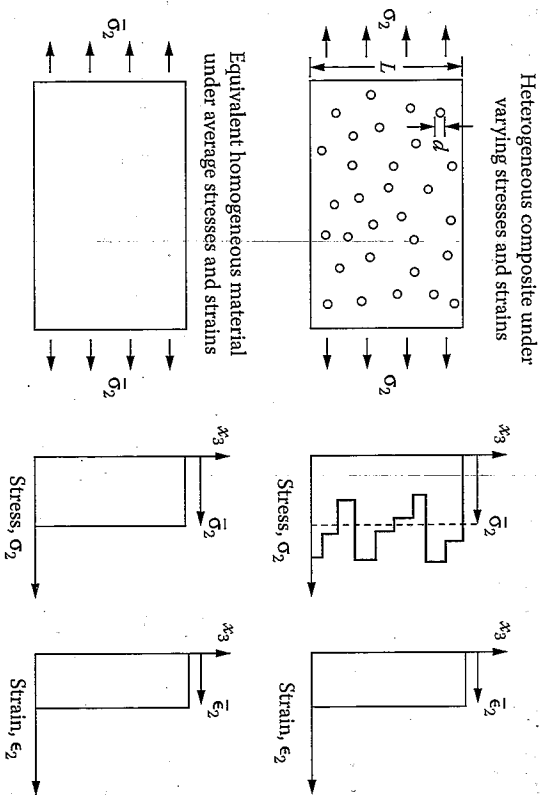 Heterogeneous composite under
varying stresses and strains
σ₂
L
d
σ₂
x₃
σ̄₂
Stress, σ₂
x₃
ε̄₂
Strain, ε₂
Equivalent homogeneous material
under average stresses and strains
σ̄₂
σ̄₂
x₃
σ̄₂
Stress, σ₂
x₃
ε̄₂
Strain, ε₂